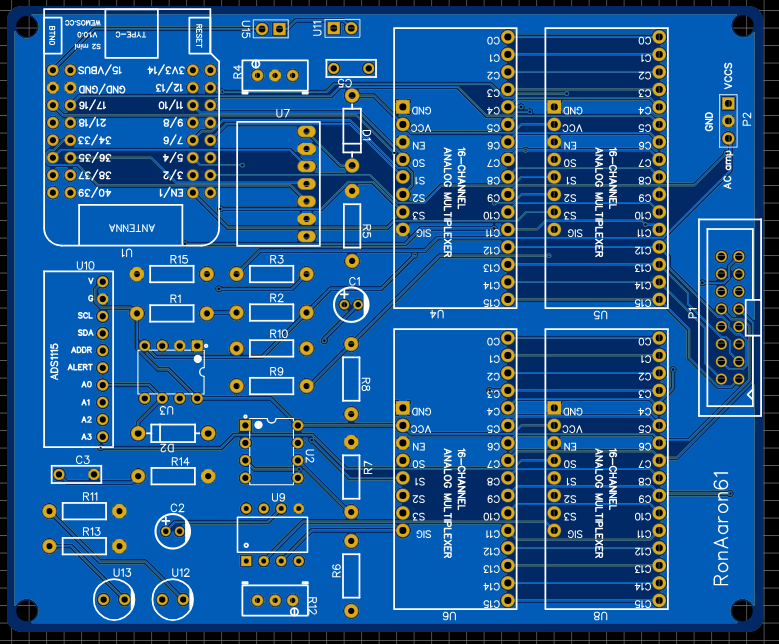 BTN0
WEMOS.CC
V1.0.0
S2 mini
TYPE-C
RESET
15/VBUS
3V3/14
GND/GND
12/13
17/16
10/11
21/18
8/6
34/33
7/6
36/35
4/5
38/37
3/2
40/39
EN/1
ANTENNA
U1
U15
U11
R4
C5
U7
D1
R5
C0
C1
C2
C3
C4
C5
C6
C7
C8
C9
C10
C11
C12
C13
C14
C15
GND
VCC
EN
S0
S1
S2
S3
SIG
16-CHANNEL
ANALOG MULTIPLEXER
U4
C0
C1
C2
C3
C4
C5
C6
C7
C8
C9
C10
C11
C12
C13
C14
C15
GND
VCC
EN
S0
S1
S2
S3
SIG
16-CHANNEL
ANALOG MULTIPLEXER
U5
VCCS
GND
P2
AC amp
P1
U10
V
G
SCL
SDA
ADDR
ALERT
A0
A1
A2
A3
ADS1115
R15
R3
R1
R2
R10
R9
C1
U3
D2
R8
U2
R7
C3
R14
R11
R13
C2
U9
U13
U12
R12
R6
C0
C1
C2
C3
C4
C5
C6
C7
C8
C9
C10
C11
C12
C13
C14
C15
GND
VCC
EN
S0
S1
S2
S3
SIG
16-CHANNEL
ANALOG MULTIPLEXER
U6
C0
C1
C2
C3
C4
C5
C6
C7
C8
C9
C10
C11
C12
C13
C14
C15
GND
VCC
EN
S0
S1
S2
S3
SIG
16-CHANNEL
ANALOG MULTIPLEXER
U8
RonAaron61